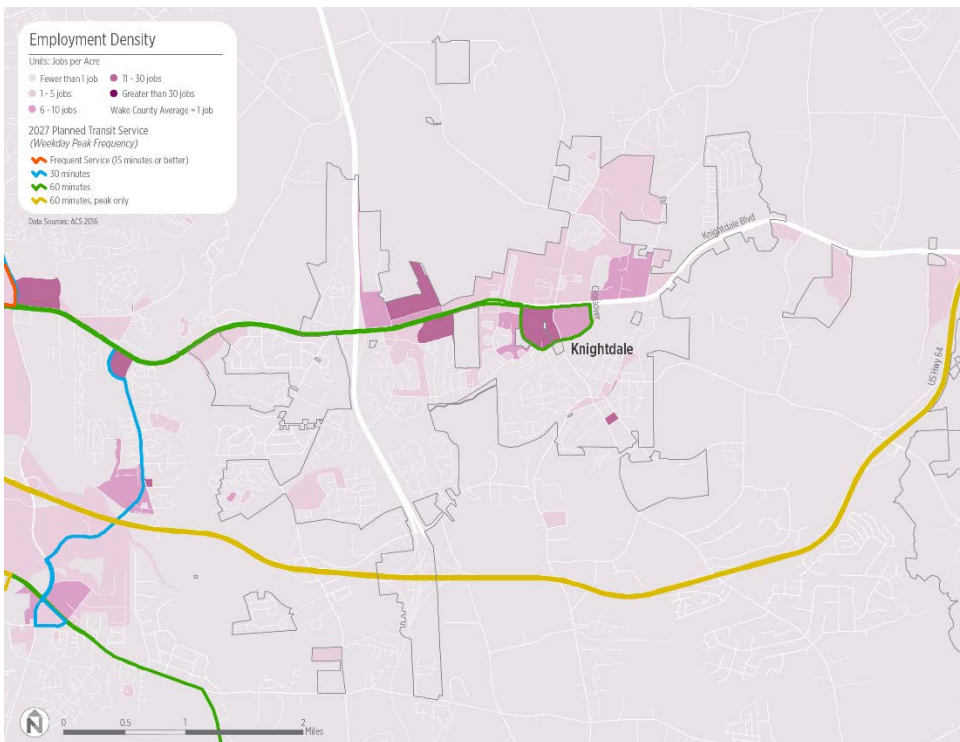 Employment Density
Units: Jobs per Acre
Fewer than 1 job
11 - 30 jobs
1 - 5 jobs
Greater than 30 jobs
6 - 10 jobs
Wake County Average = 1 job
2027 Planned Transit Service
(Weekday Peak Frequency)
Frequent Service (15 minutes or better)
30 minutes
60 minutes
60 minutes, peak only
Data Sources: ACS 2016
Knightdale Blvd
Crossover
Knightdale
US Hwy 64
N
0 0.5 1 2
Miles